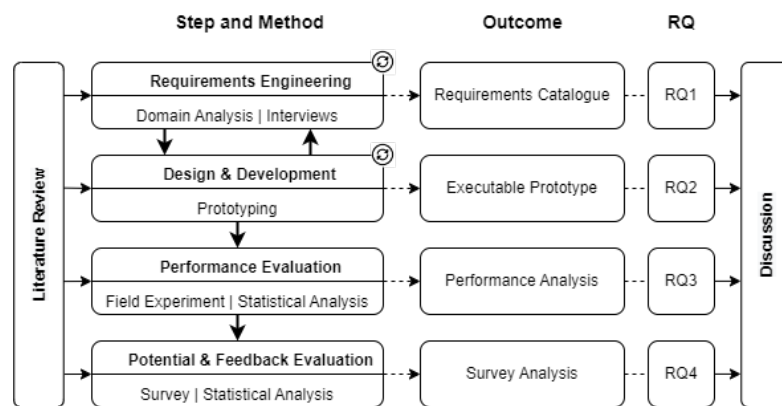 Step and Method
Outcome
RQ
Literature Review
Requirements Engineering
Domain Analysis | Interviews
Requirements Catalogue
RQ1
Design & Development
Prototyping
Executable Prototype
RQ2
Performance Evaluation
Field Experiment | Statistical Analysis
Performance Analysis
RQ3
Potential & Feedback Evaluation
Survey | Statistical Analysis
Survey Analysis
RQ4
Discussion